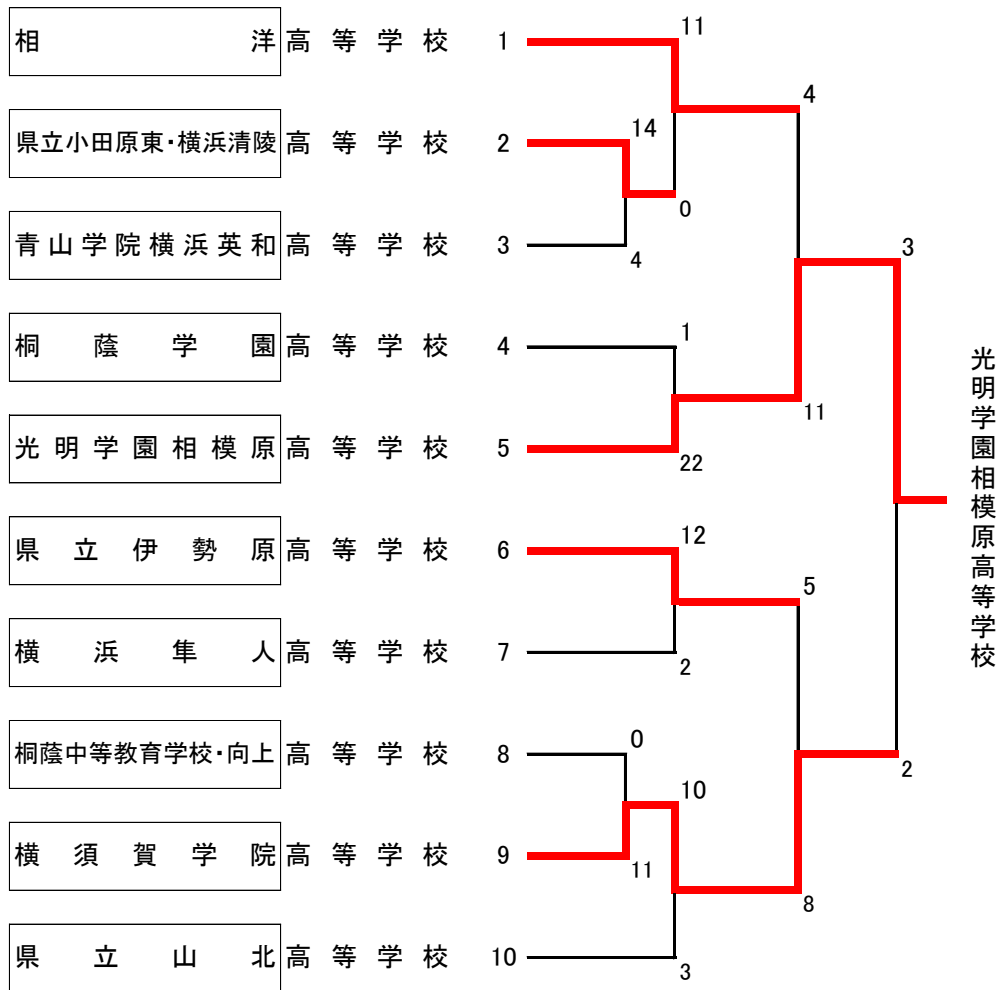 相洋高等学校 1
県立小田原東・横浜清陵高等学校 2
青山学院横浜英和高等学校 3
桐蔭学園高等学校 4
光明学園相模原高等学校 5
県立伊勢原高等学校 6
横浜隼人高等学校 7
桐蔭中等教育学校・向上高等学校 8
横須賀学院高等学校 9
県立山北高等学校 10
11
14
0
4
1
22
12
2
0
11
10
3
4
11
5
8
3
2
光明学園相模原高等学校